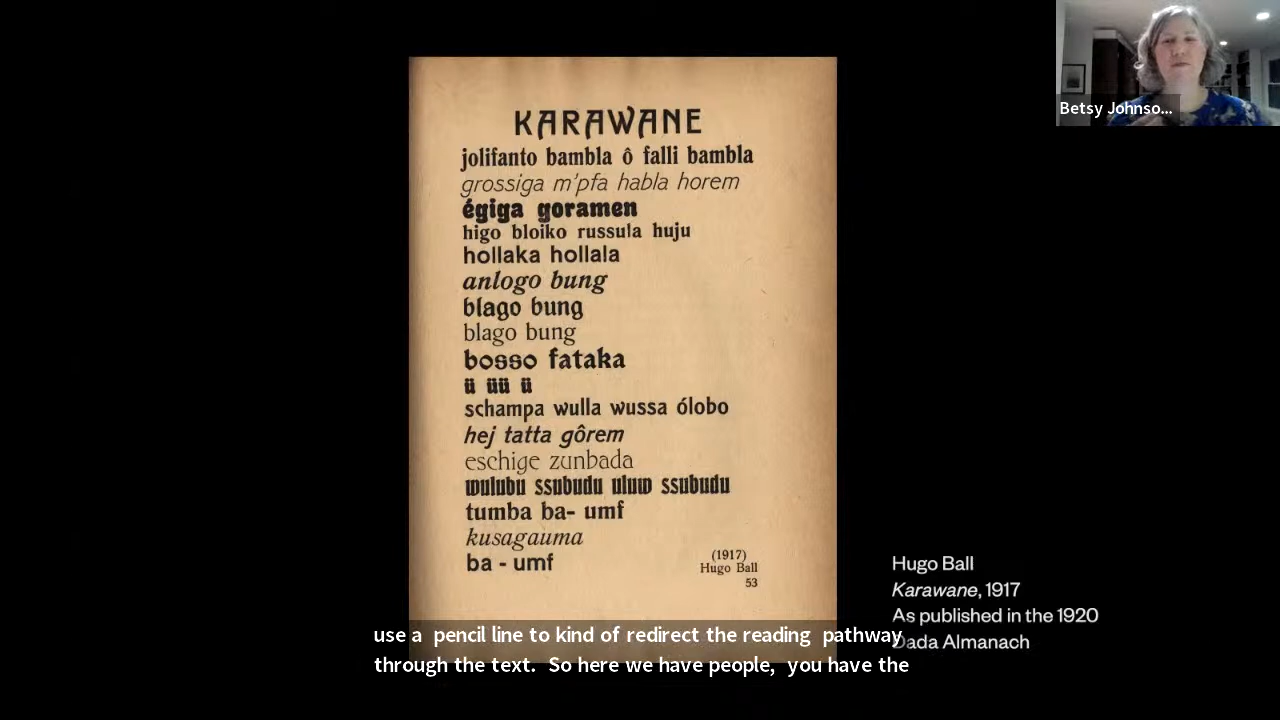 Betsy Johnso...
KARAWANE
jolifanto bambla ô falli bambla
grossiga m'pfa habla horem
égiga goramen
higo bloiko russula huju
hollaka hollala
anlogo bung
blago bung
blago bung
bosso fataka
ü üü ü
schampa wulla wussa ólobo
hej tatta gôrem
eschige zunbada
wulubu ssubudu uluw ssubudu
tumba ba- umf
kusagauma
ba - umf
(1917)
Hugo Ball
53
Hugo Ball
Karawane, 1917
As published in the 1920
Dada Almanach
use a pencil line to kind of redirect the reading pathway
through the text. So here we have people, you have the